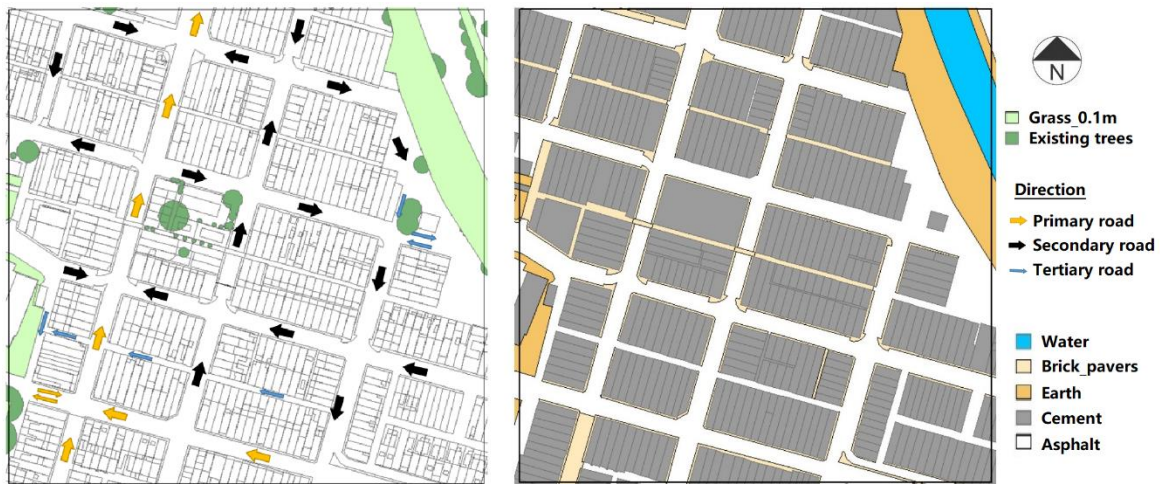 N
Grass_0.1m
Existing trees
Direction
Primary road
Secondary road
Tertiary road
Water
Brick_pavers
Earth
Cement
Asphalt